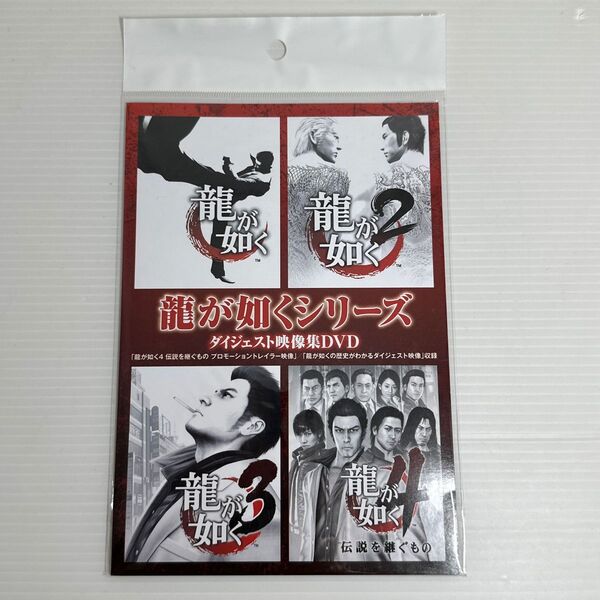 龍が
如く
TM
龍が
如く2
TM
龍が如くシリーズ
ダイジェスト映像集DVD
「龍が如く4 伝説を継ぐもの プロモーショントレイラー映像」「龍が如くの歴史がわかるダイジェスト映像」収録
龍が
如く3
TM
龍が
如く4
伝説を継ぐもの